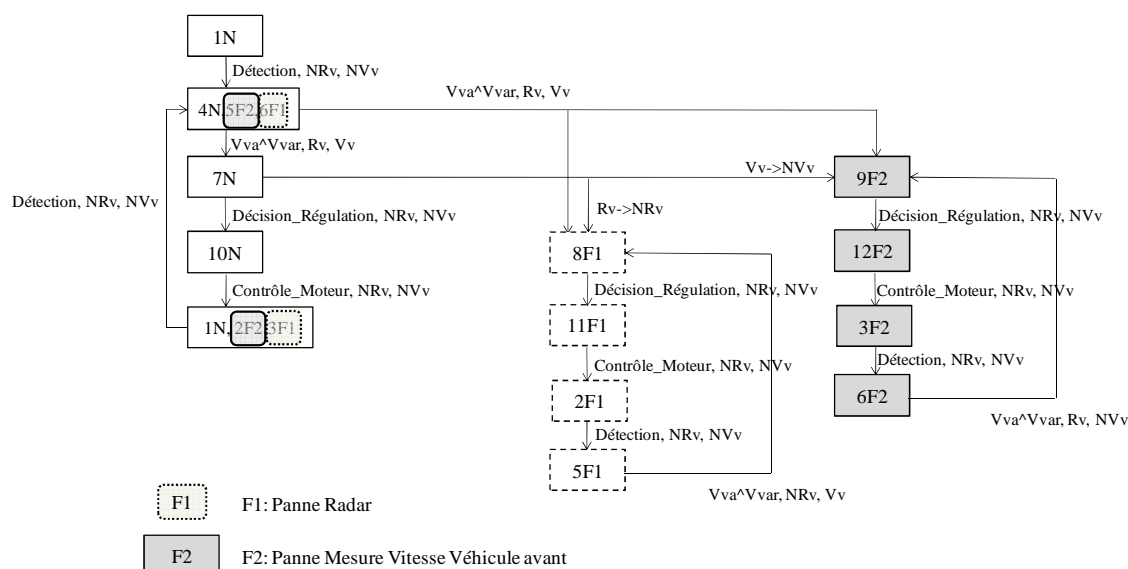 1N
Détection, NRv, NVv
Vva^Vvar, Rv, Vv
4N,5F2,6F1
Vva^Vvar, Rv, Vv
7N
Vv->NVv
9F2
Détection, NRv, NVv
Décision_Régulation, NRv, NVv
Rv->NRv
Décision_Régulation, NRv, NVv
10N
8F1
12F2
Contrôle_Moteur, NRv, NVv
Décision_Régulation, NRv, NVv
Contrôle_Moteur, NRv, NVv
1N,2F2,3F1
11F1
3F2
Contrôle_Moteur, NRv, NVv
Détection, NRv, NVv
2F1
6F2
Vva^Vvar, Rv, NVv
Détection, NRv, NVv
5F1
Vva^Vvar, NRv, Vv
F1
F1: Panne Radar
F2
F2: Panne Mesure Vitesse Véhicule avant